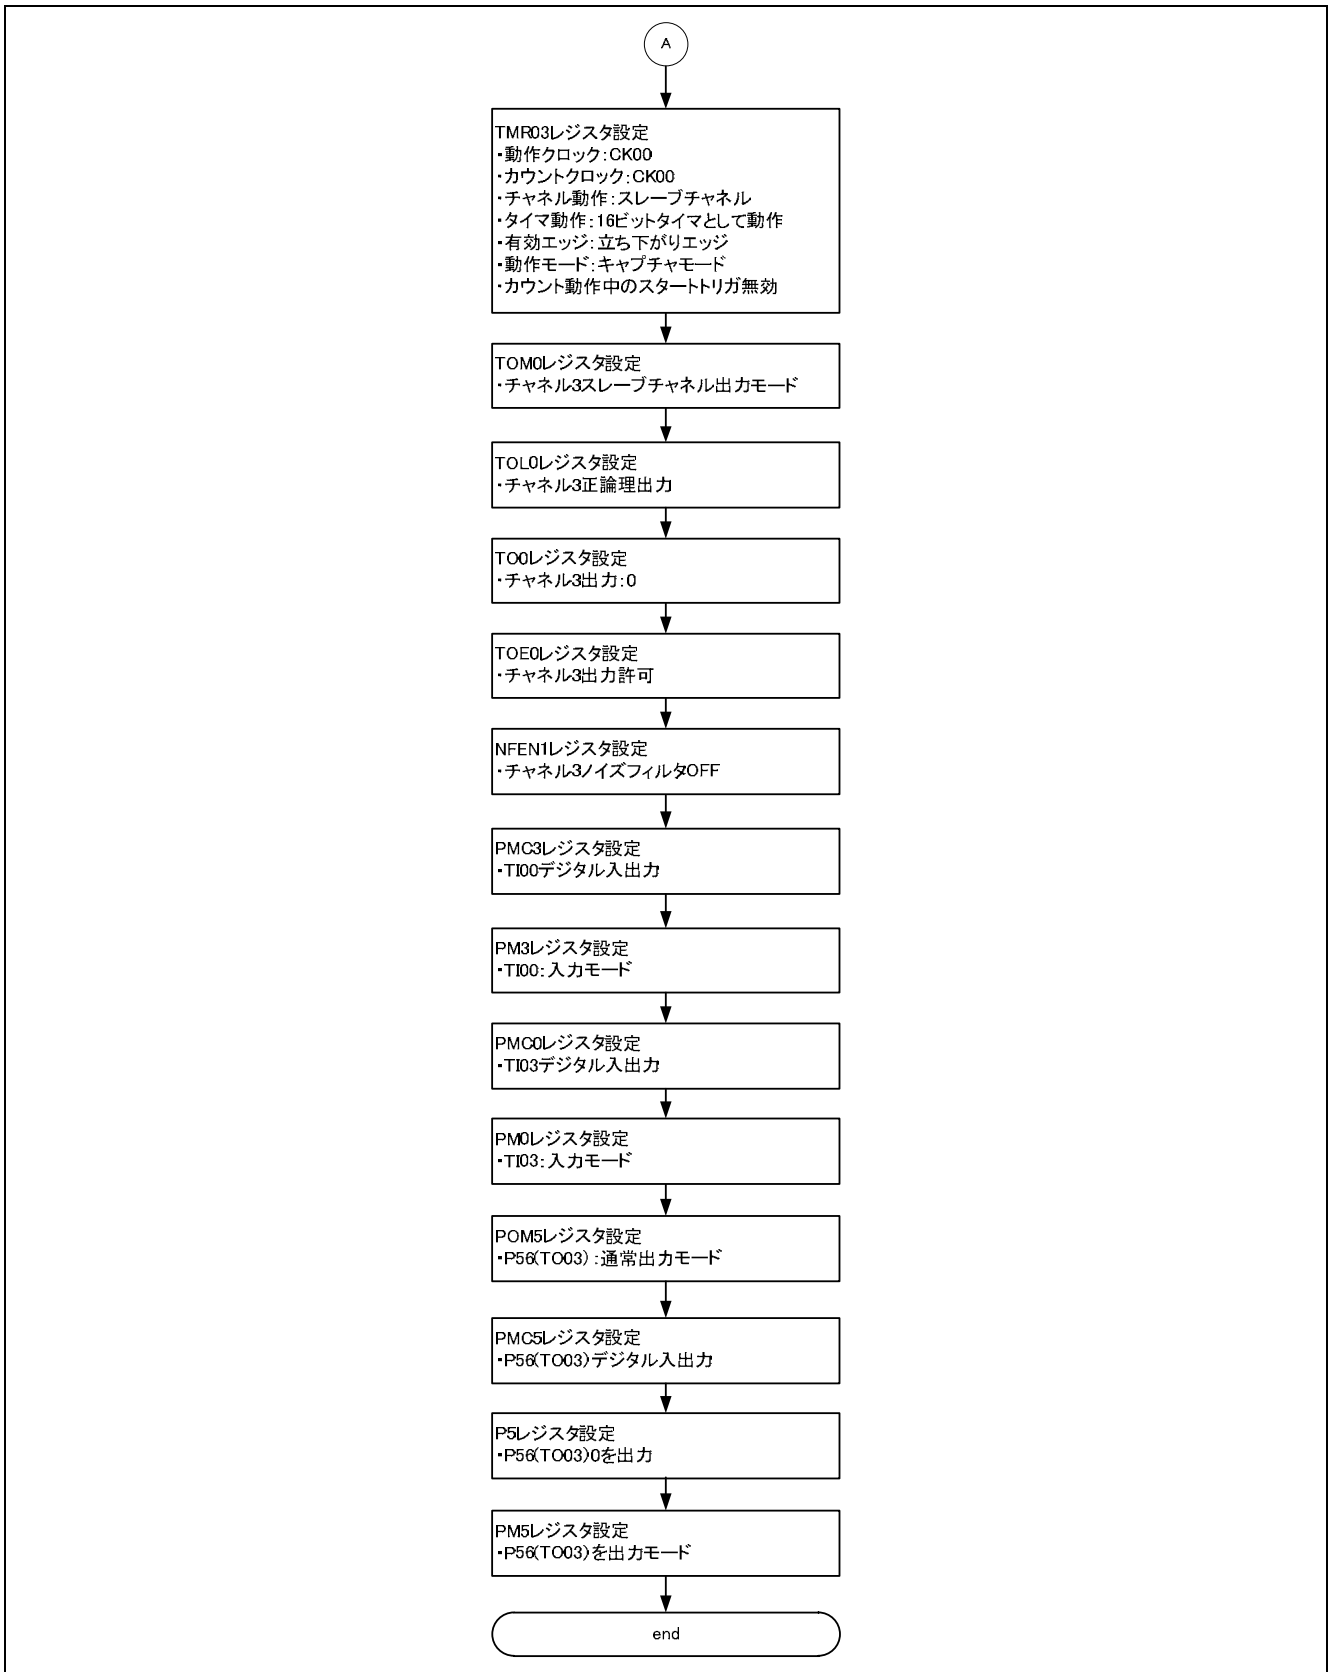 A
TMR03レジスタ設定
・動作クロック:CK00
・カウントクロック:CK00
・チャネル動作:スレーブチャネル
・タイマ動作:16ビットタイマとして動作
・有効エッジ:立ち下がりエッジ
・動作モード:キャプチャモード
・カウント動作中のスタートトリガ無効
TOM0レジスタ設定
・チャネル3スレーブチャネル出力モード
TOL0レジスタ設定
・チャネル3正論理出力
TO0レジスタ設定
・チャネル3出力:0
TOE0レジスタ設定
・チャネル3出力許可
NFEN1レジスタ設定
・チャネル3ノイズフィルタOFF
PMC3レジスタ設定
・TI00デジタル入出力
PM3レジスタ設定
・TI00:入力モード
PMC0レジスタ設定
・TI03デジタル入出力
PM0レジスタ設定
・TI03:入力モード
POM5レジスタ設定
・P56(TO03):通常出力モード
PMC5レジスタ設定
・P56(TO03)デジタル入出力
P5レジスタ設定
・P56(TO03)0を出力
PM5レジスタ設定
・P56(TO03)を出力モード
end